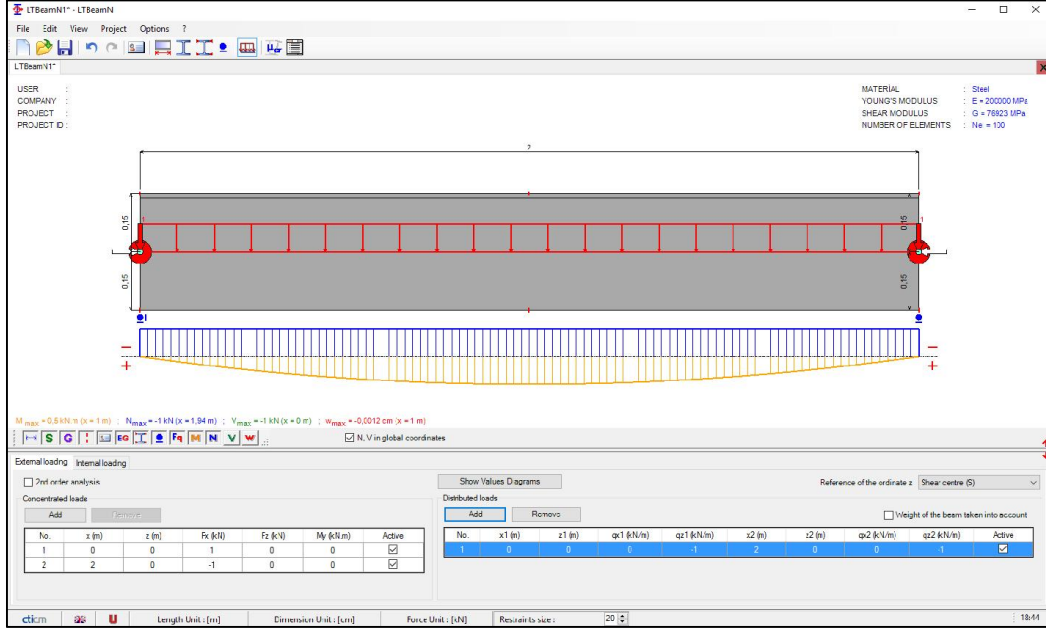 LTBeamN1* - LTBeamN
File Edit View Project Options ?
LTBeamN1*
USER :
COMPANY :
PROJECT :
PROJECT ID :
MATERIAL : Steel
YOUNG'S MODULUS : E = 200000 MPa
SHEAR MODULUS : G = 76923 MPa
NUMBER OF ELEMENTS : Ne = 100
2
0,15
0,15
0,15
0,15
1
1
M max = 0,5 kN.m (x = 1 m) ; Nmax = -1 kN (x = 1,94 m) ; Vmax = -1 kN (x = 0 m) ; wmax = -0,0012 cm (x = 1 m)
S G EG Fq M N V w
N, V in global coordinates
External loading Internal loading
2nd order analysis
Show Values Diagrams
Reference of the ordinate z Shear centre (S)
Concentrated loads
Add Remove
No. x (m) z (m) Fx (kN) Fz (kN) My (kN.m) Active
1 0 0 1 0 0
2 2 0 -1 0 0
Distributed loads
Add Remove
Weight of the beam taken into account
No. x1 (m) z1 (m) qx1 (kN/m) qz1 (kN/m) x2 (m) z2 (m) qx2 (kN/m) qz2 (kN/m) Active
1 0 0 0 -1 2 0 0 -1
cticm U Length Unit : [m] Dimension Unit : [cm] Force Unit : [kN] Restraints size : 20 18:44